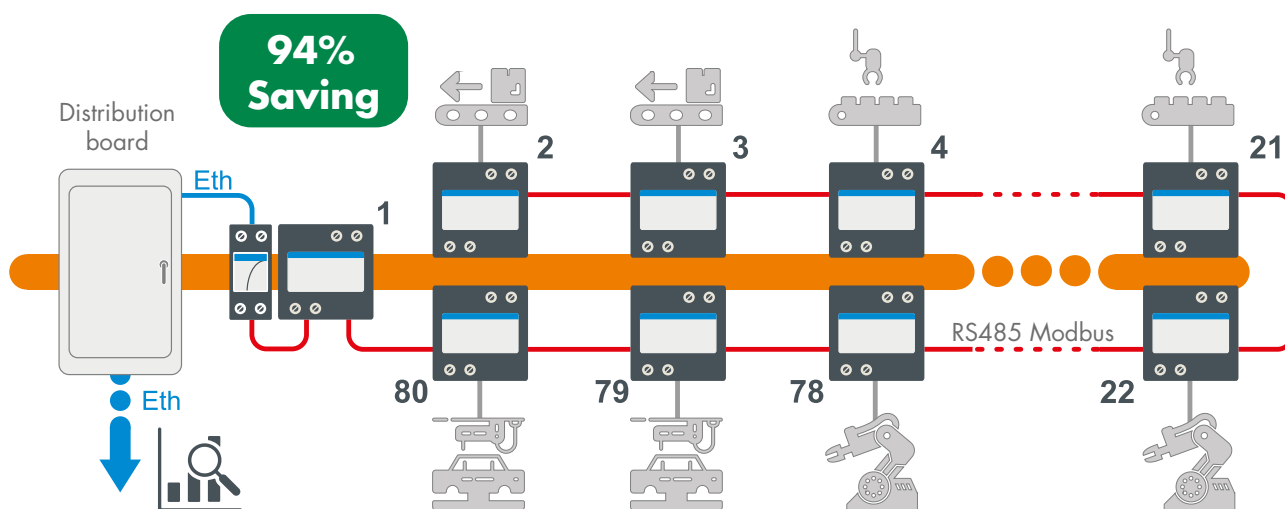 94%
Saving
Distribution
board
Eth
1
2
3
4
21
RS485 Modbus
80
79
78
22
Eth